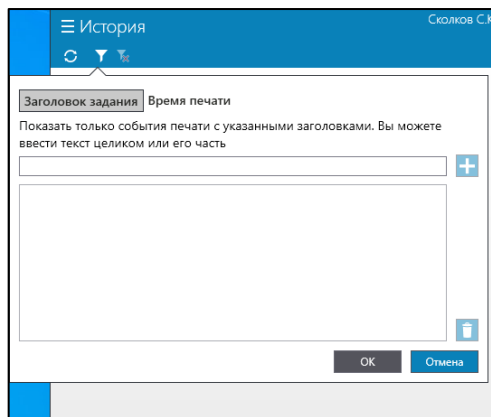 История
Сколков С.К
Заголовок задания Время печати
Показать только события печати с указанными заголовками. Вы можете
ввести текст целиком или его часть
ОК Отмена